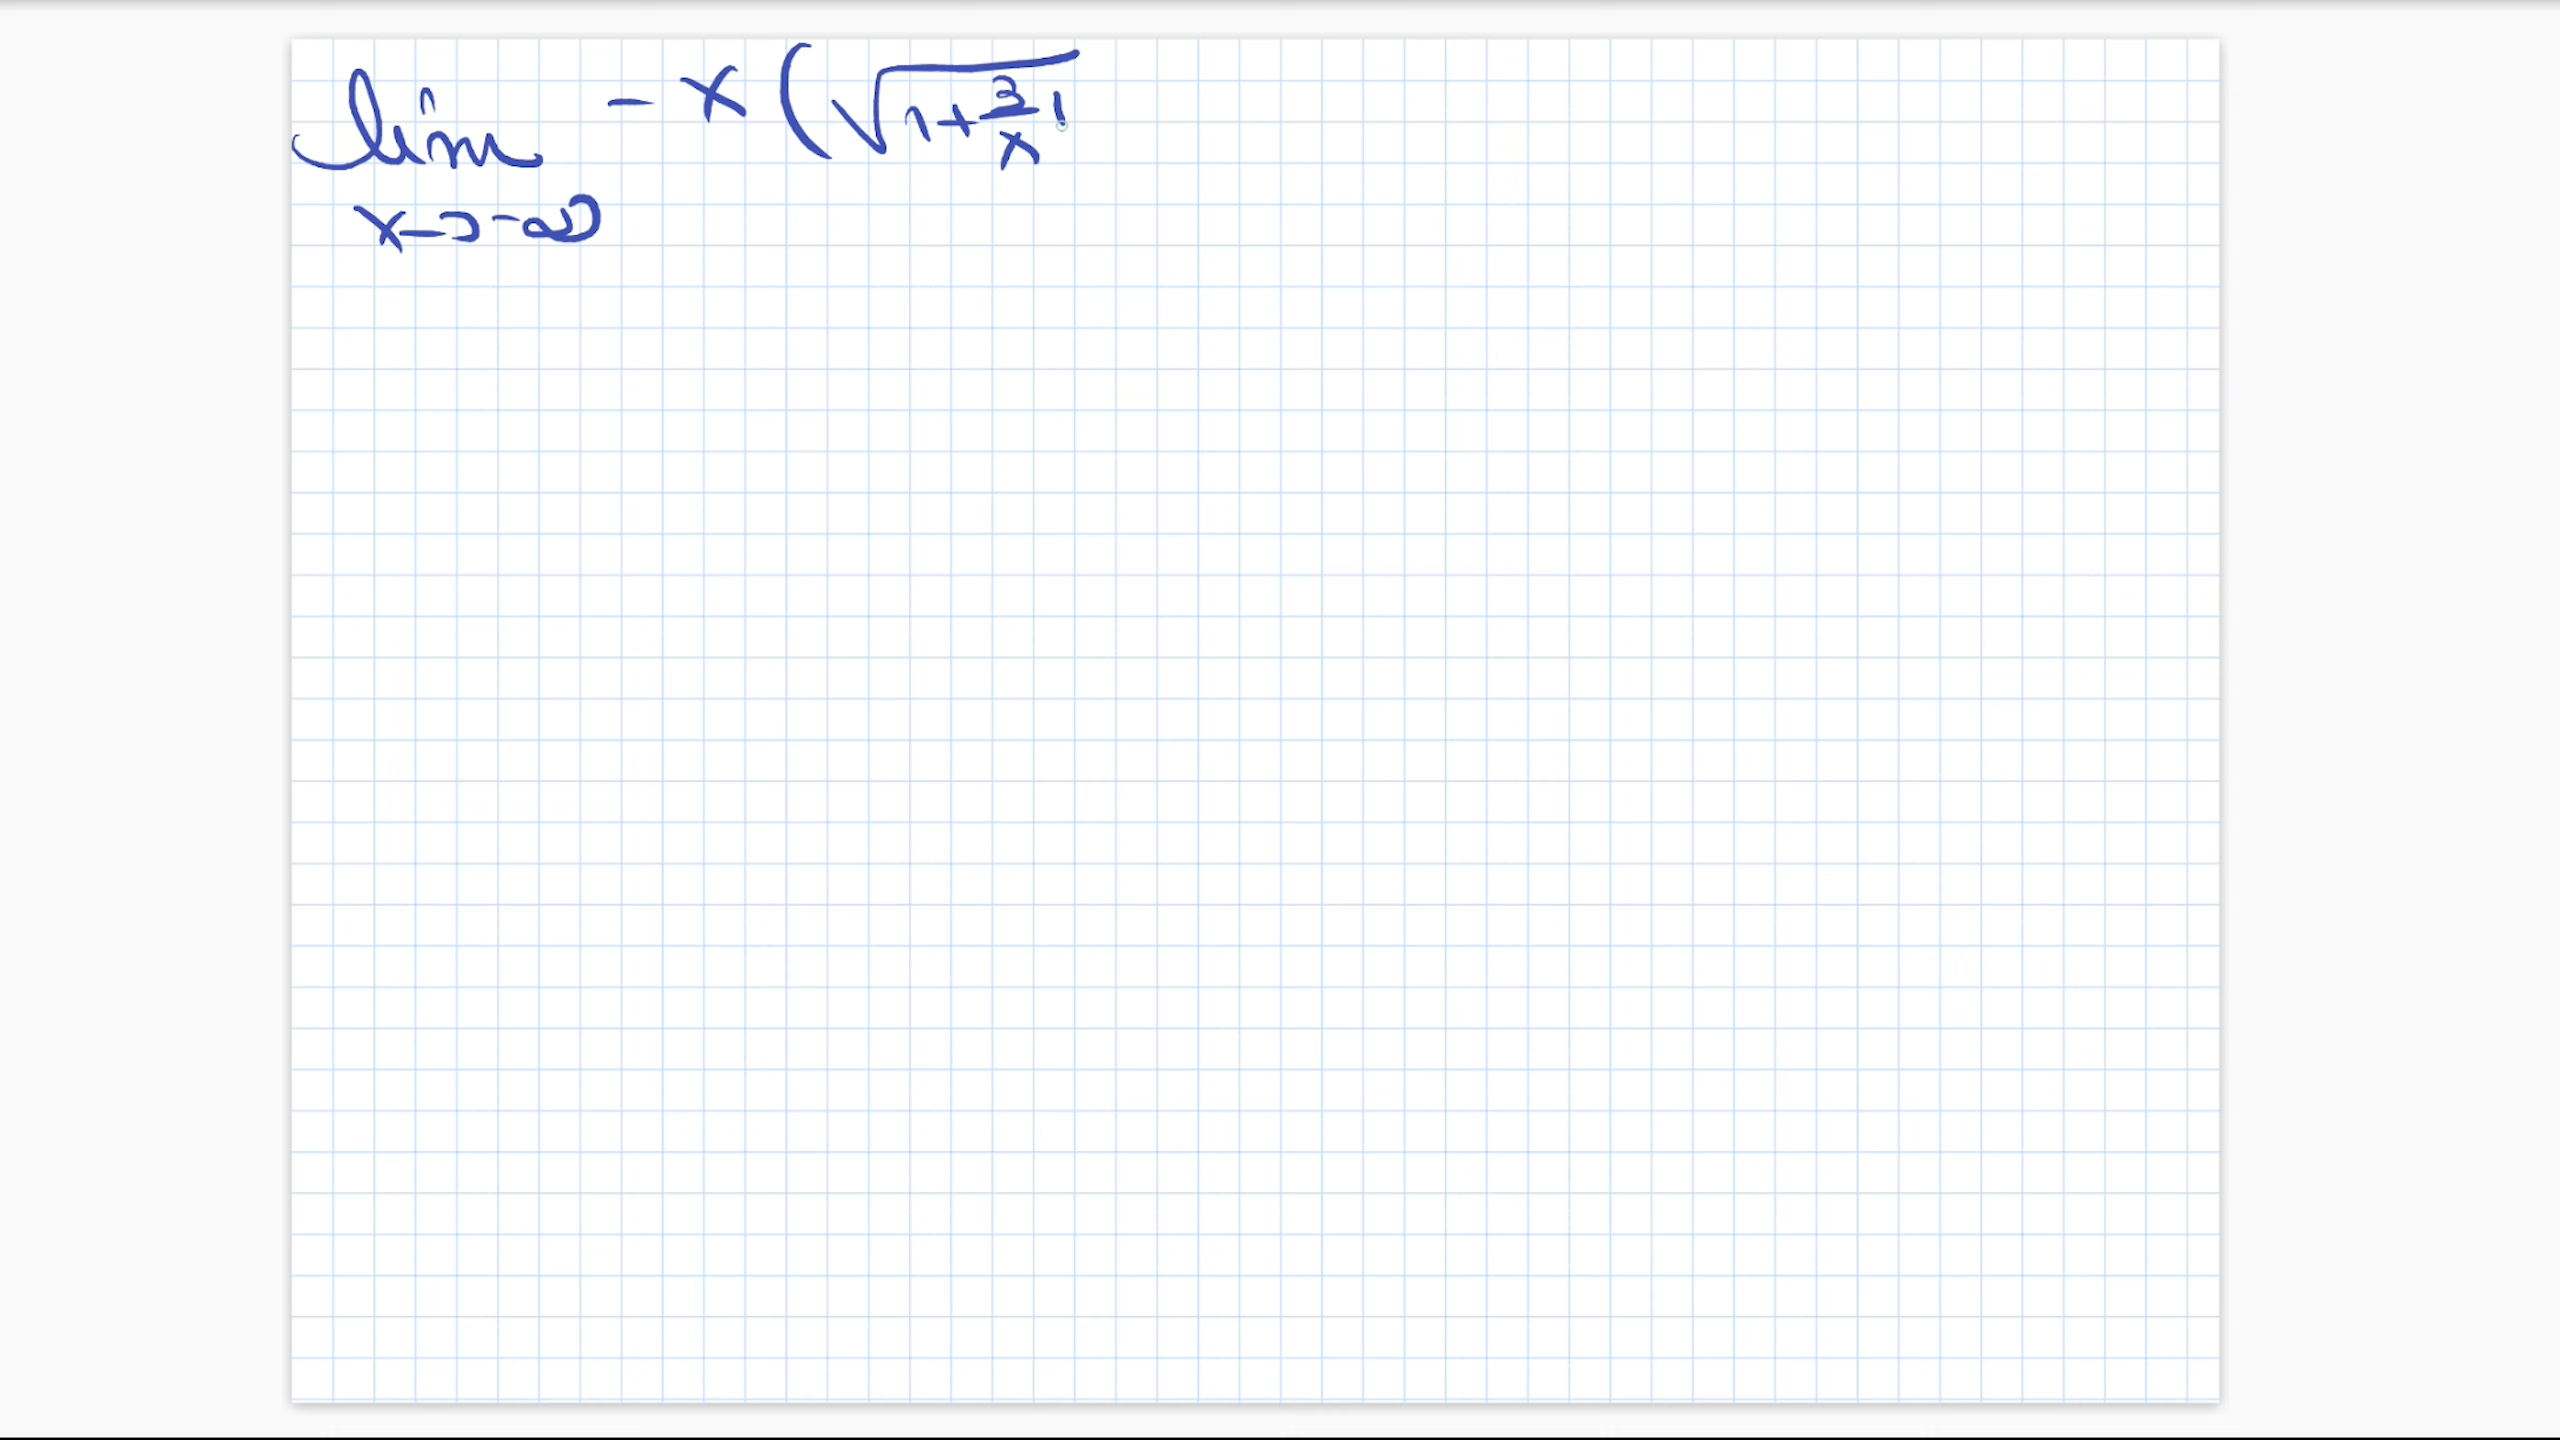 lim - x (√1+3/x
x→-∞